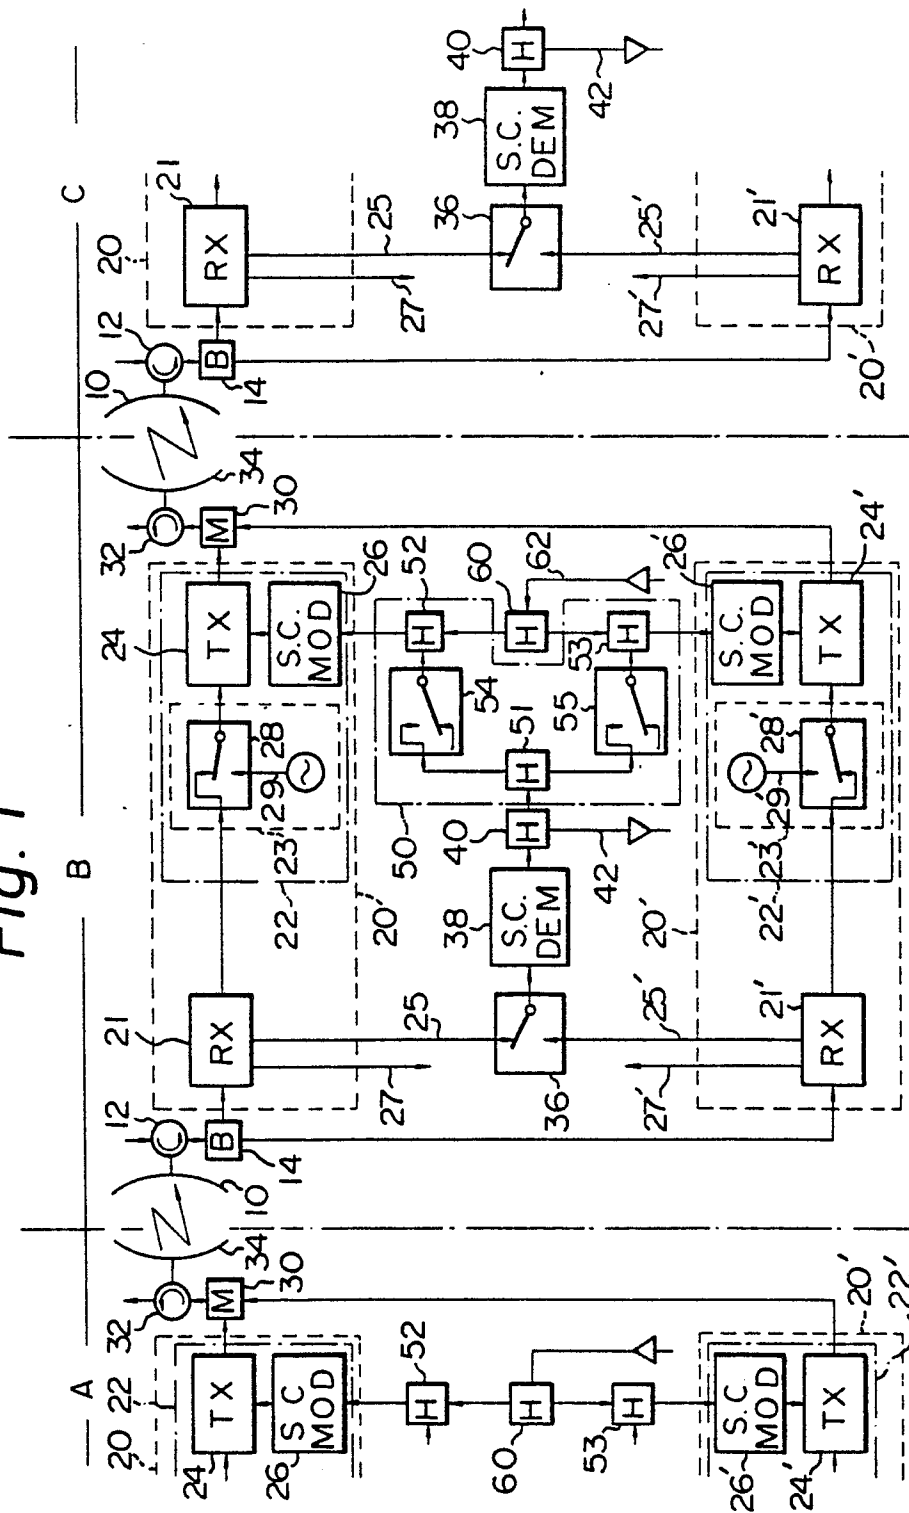 Fig. 1
A
B
C
20
22
24
TX
26
S.C
MOD
32
M
30
34
52
H
60
H
53
H
26'
S.C
MOD
24'
TX
20'
22'
10
12
B
14
21
RX
27
25
20'
22
23
29
28
24
TX
26
S.C.
MOD
32
M
30
34
36
38
S.C.
DEM
40
H
42
50
51
H
54
52
H
60
H
62
55
53
H
25'
27'
21'
RX
20'
22'
23'
29'
28'
26'
S.C.
MOD
24'
TX
10
12
B
14
20
21
RX
27
25
36
38
S.C.
DEM
40
H
42
25'
27'
21'
RX
20'